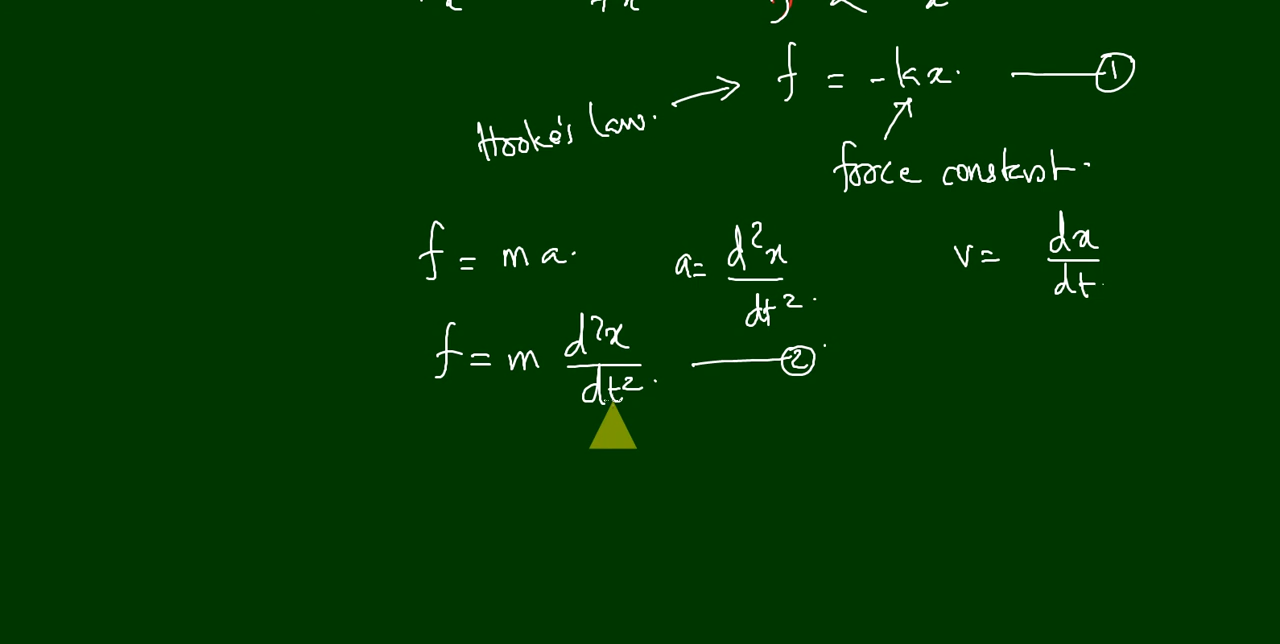 f = -kx. ——— ①
Hooke's Law. →
force constant.
f = ma. a = d²x/dt². v = dx/dt.
f = m d²x/dt². ——— ②